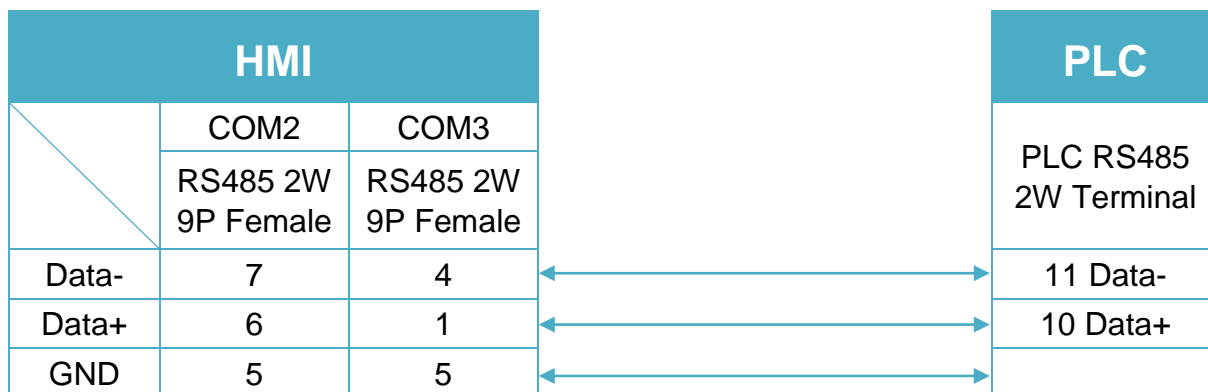 HMI PLC
COM2 COM3
RS485 2W RS485 2W
9P Female 9P Female
PLC RS485
2W Terminal
Data- 7 4 11 Data-
Data+ 6 1 10 Data+
GND 5 5